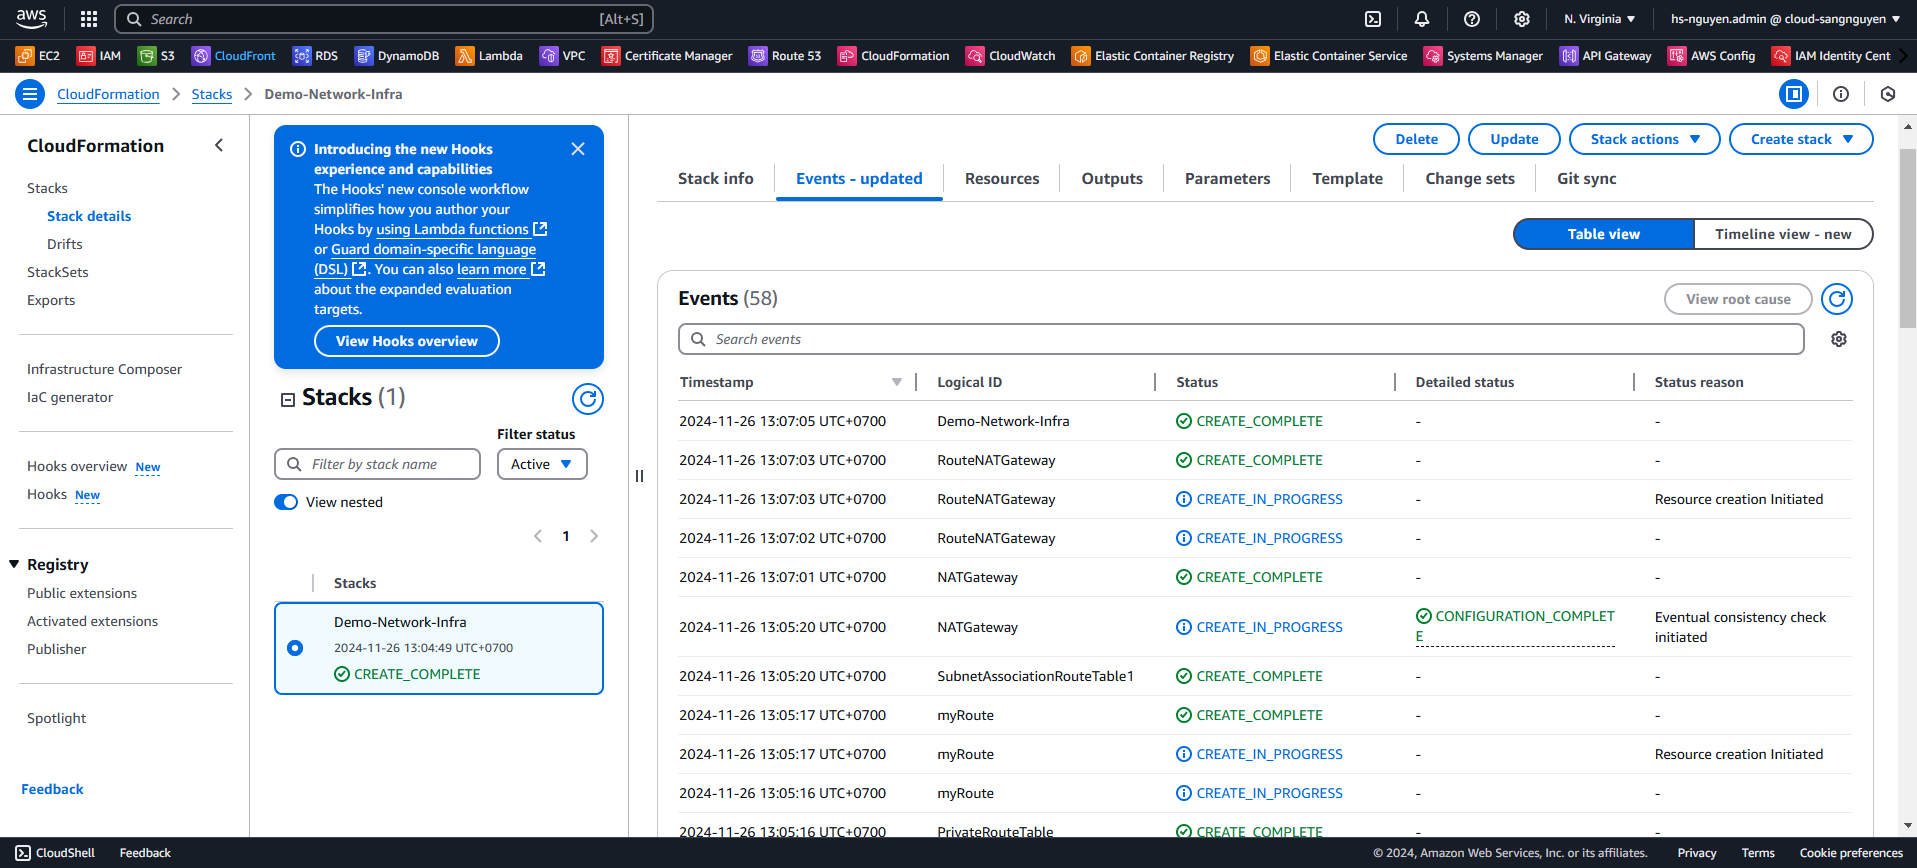 aws
Search
[Alt+S]
N. Virginia
hs-nguyen.admin @ cloud-sangnguyen
EC2
IAM
S3
CloudFront
RDS
DynamoDB
Lambda
VPC
Certificate Manager
Route 53
CloudFormation
CloudWatch
Elastic Container Registry
Elastic Container Service
Systems Manager
API Gateway
AWS Config
IAM Identity Cent
CloudFormation
Stacks
Demo-Network-Infra
CloudFormation
Stacks
Stack details
Drifts
StackSets
Exports
Infrastructure Composer
IaC generator
Hooks overview New
Hooks New
Registry
Public extensions
Activated extensions
Publisher
Spotlight
Feedback
Introducing the new Hooks
experience and capabilities
The Hooks' new console workflow
simplifies how you author your
Hooks by using Lambda functions
or Guard domain-specific language
(DSL) . You can also learn more
about the expanded evaluation
targets.
View Hooks overview
Stacks (1)
Filter status
Filter by stack name
Active
View nested
1
Stacks
Demo-Network-Infra
2024-11-26 13:04:49 UTC+0700
CREATE_COMPLETE
Delete
Update
Stack actions
Create stack
Stack info
Events - updated
Resources
Outputs
Parameters
Template
Change sets
Git sync
Table view
Timeline view - new
Events (58)
View root cause
Search events
Timestamp Logical ID Status Detailed status Status reason
2024-11-26 13:07:05 UTC+0700 Demo-Network-Infra CREATE_COMPLETE - -
2024-11-26 13:07:03 UTC+0700 RouteNATGateway CREATE_COMPLETE - -
2024-11-26 13:07:03 UTC+0700 RouteNATGateway CREATE_IN_PROGRESS - Resource creation Initiated
2024-11-26 13:07:02 UTC+0700 RouteNATGateway CREATE_IN_PROGRESS - -
2024-11-26 13:07:01 UTC+0700 NATGateway CREATE_COMPLETE - -
2024-11-26 13:05:20 UTC+0700 NATGateway CREATE_IN_PROGRESS CONFIGURATION_COMPLET Eventual consistency check
E initiated
2024-11-26 13:05:20 UTC+0700 SubnetAssociationRouteTable1 CREATE_COMPLETE - -
2024-11-26 13:05:17 UTC+0700 myRoute CREATE_COMPLETE - -
2024-11-26 13:05:17 UTC+0700 myRoute CREATE_IN_PROGRESS - Resource creation Initiated
2024-11-26 13:05:16 UTC+0700 myRoute CREATE_IN_PROGRESS - -
2024-11-26 13:05:16 UTC+0700 PrivateRouteTable CREATE_COMPLETE - -
CloudShell
Feedback
© 2024, Amazon Web Services, Inc. or its affiliates.
Privacy
Terms
Cookie preferences